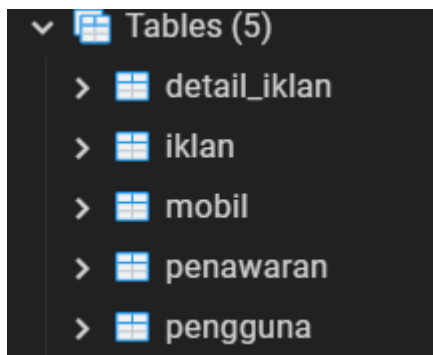 Tables (5)
detail_iklan
iklan
mobil
penawaran
pengguna